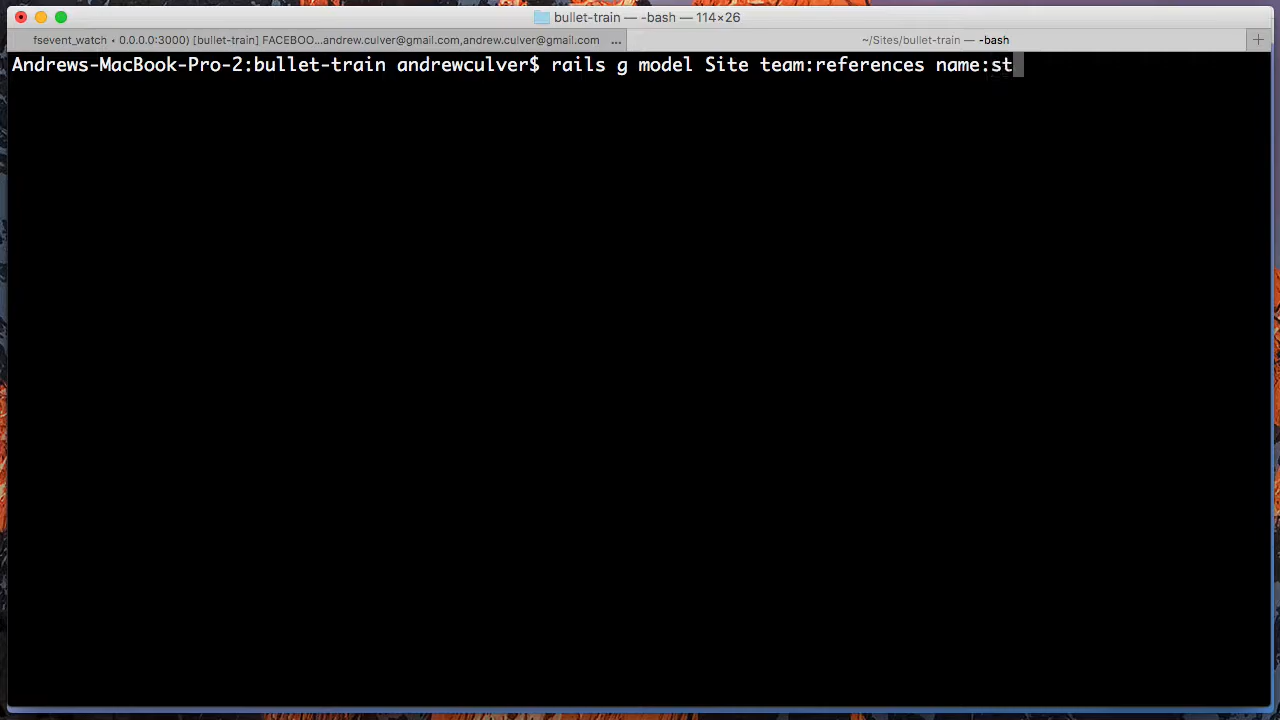 bullet-train — -bash — 114×26
fsevent_watch • 0.0.0.0:3000) [bullet-train] FACEBOO...andrew.culver@gmail.com,andrew.culver@gmail.com ...
~/Sites/bullet-train — -bash
Andrews-MacBook-Pro-2:bullet-train andrewculver$ rails g model Site team:references name:st